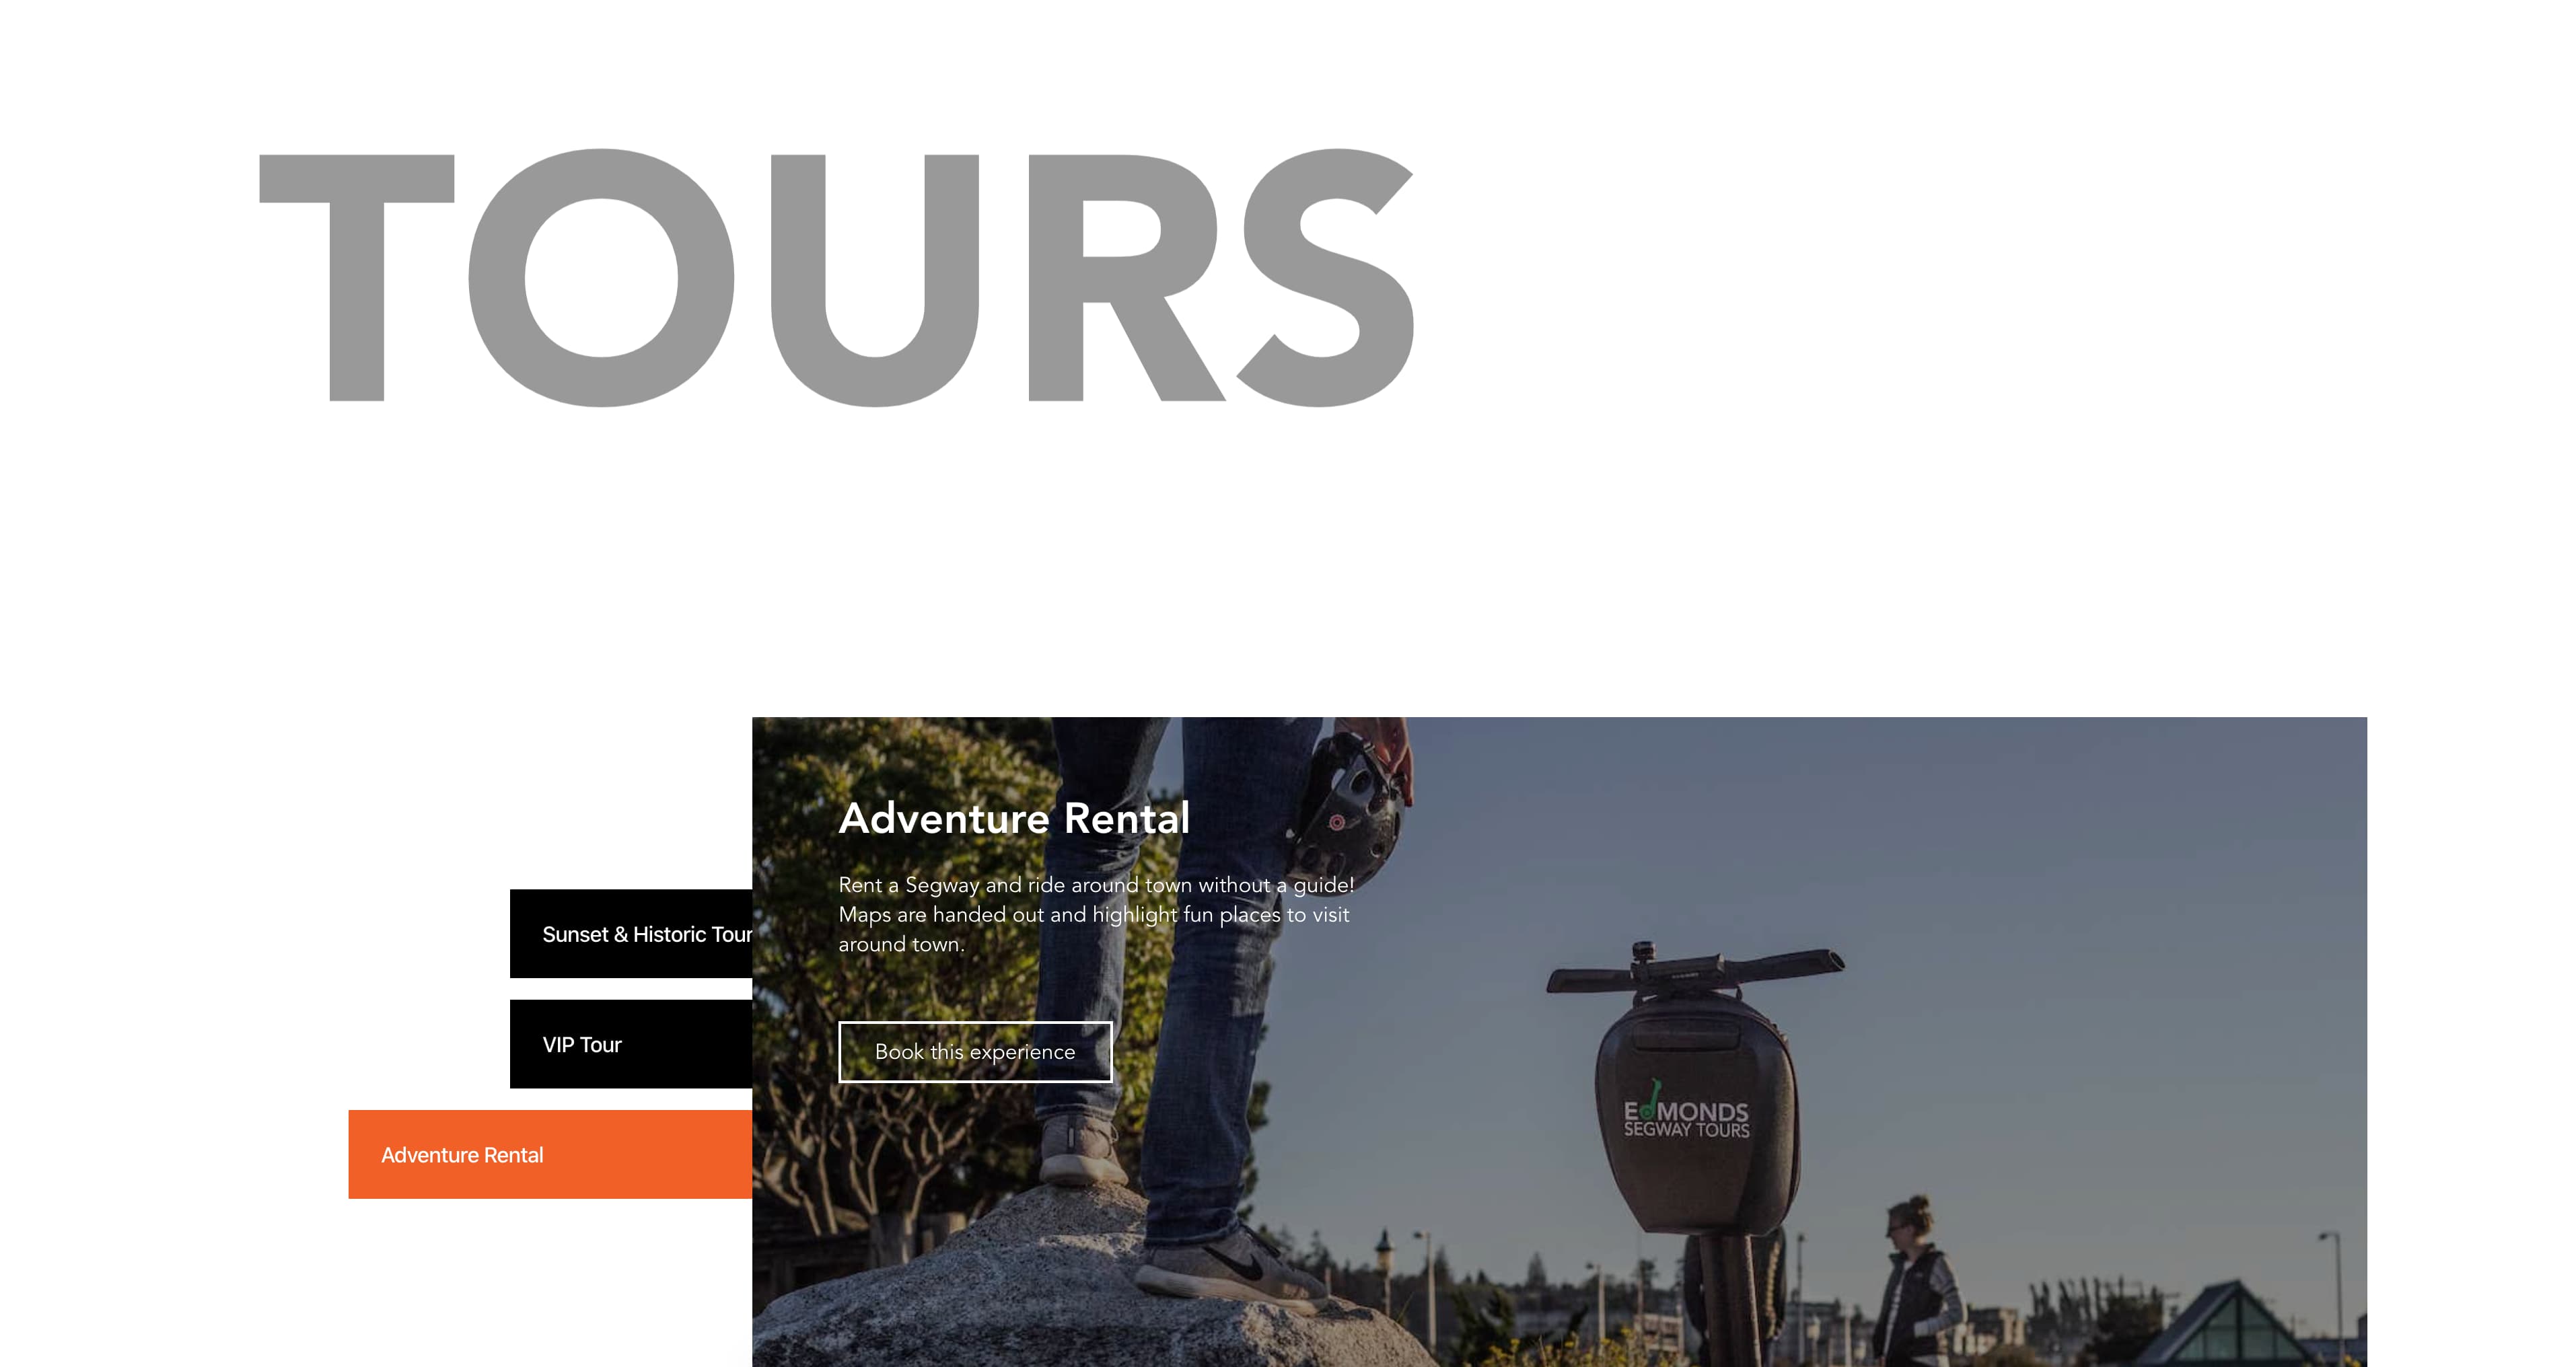 TOURS
Adventure Rental
Rent a Segway and ride around town without a guide!
Maps are handed out and highlight fun places to visit
around town.
Book this experience
Sunset & Historic Tour
VIP Tour
Adventure Rental
EDMONDS
SEGWAY TOURS